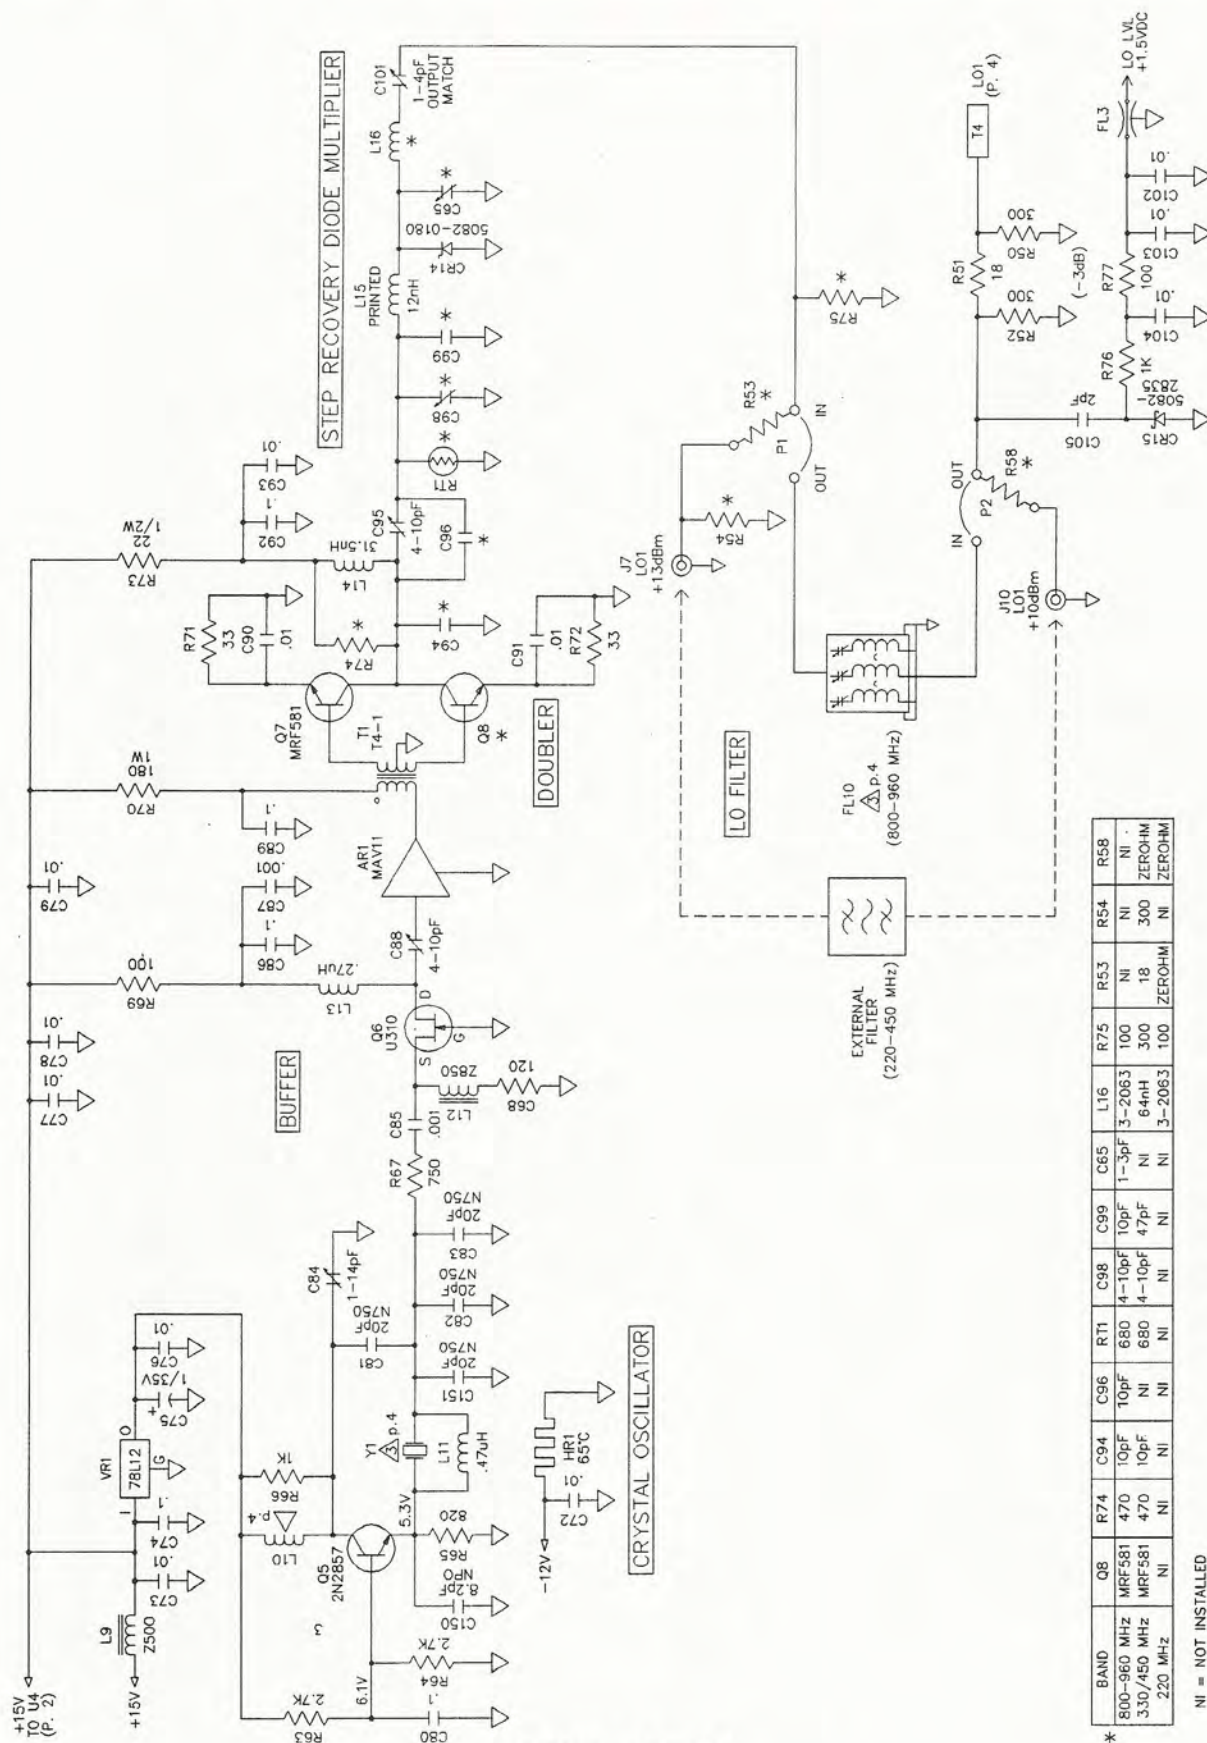 +15V
TO U4
(P. 2)
+15V
L9
Z500
C73
.01
C74
.1
VR1
78L12
I
O
G
C75
1/35V
+
C76
.01
C77
.01
C78
.01
C79
.01
R63
2.7K
6.1V
C80
.1
R64
2.7K
3
Q5
2N2857
L10
p.4
R66
1K
C150
8.2pF
NPO
R65
820
5.3V
Y1
3 p.4
L11
.47uH
C151
20pF
N750
C81
20pF
N750
C84
1-14pF
C82
20pF
N750
C83
20pF
N750
-12V
C72
.01
HR1
65°C
CRYSTAL OSCILLATOR
R67
750
C85
.001
L12
Z850
C68
120
BUFFER
Q6
U310
S
D
G
L13
.27uH
R69
100
C86
.1
C87
.001
C88
4-10pF
AR1
MAV11
C89
.1
R70
180
1W
T1
T4-1
Q7
MRF581
Q8
*
DOUBLER
R71
33
C90
.01
R74
*
C94
*
C91
.01
R72
33
R73
22
1/2W
L14
31.5nH
C92
.1
C93
.01
C95
4-10pF
C96
*
STEP RECOVERY DIODE MULTIPLIER
RT1
*
C98
*
C99
*
L15
PRINTED
12nH
CR14
5082-0180
C65
*
L16
*
C101
1-4pF
OUTPUT
MATCH
R75
*
R53
*
P1
IN
OUT
R54
*
J7
LO1
+13dBm
LO FILTER
FL10
3 p.4
(800-960 MHz)
EXTERNAL
FILTER
(220-450 MHz)
J10
LO1
+10dBm
IN
OUT
P2
R58
*
R52
300
R51
18
R50
300
(-3dB)
T4
LO1
(P. 4)
C105
2pF
CR15
5082-
2835
R76
1K
C104
.01
R77
100
C103
.01
C102
.01
FL3
LO LVL
+1.5VDC
*
BAND Q8 R74 C94 C96 RT1 C98 C99 C65 L16 R75 R53 R54 R58
800-960 MHz MRF581 470 10pF 10pF 680 4-10pF 10pF 1-3pF 3-2063 100 NI NI NI
330/450 MHz MRF581 470 10pF NI 680 4-10pF 47pF NI 64nH 300 18 300 ZEROHM
220 MHz NI NI NI NI NI NI NI NI 3-2063 100 ZEROHM NI ZEROHM
NI = NOT INSTALLED